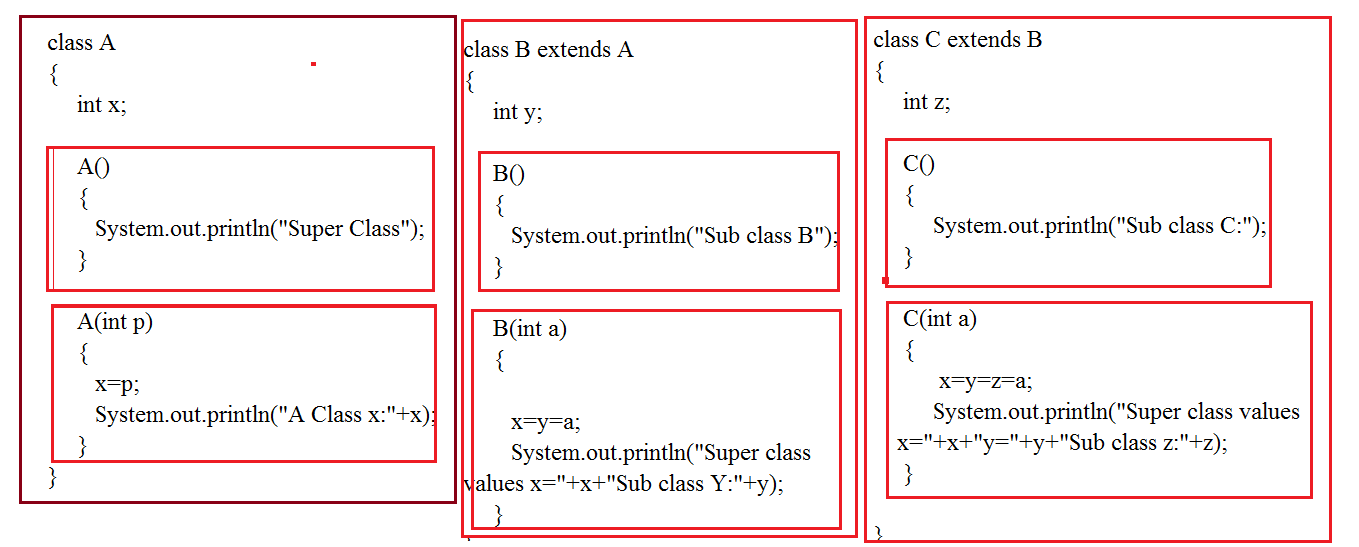 class A
{
int x;
A()
{
System.out.println("Super Class");
}
A(int p)
{
x=p;
System.out.println("A Class x:"+x);
}
}
class B extends A
{
int y;
B()
{
System.out.println("Sub class B");
}
B(int a)
{
x=y=a;
System.out.println("Super class
values x="+x+"Sub class Y:"+y);
}
class C extends B
{
int z;
C()
{
System.out.println("Sub class C:");
}
C(int a)
{
x=y=z=a;
System.out.println("Super class values
x="+x+"y="+y+"Sub class z:"+z);
}
}